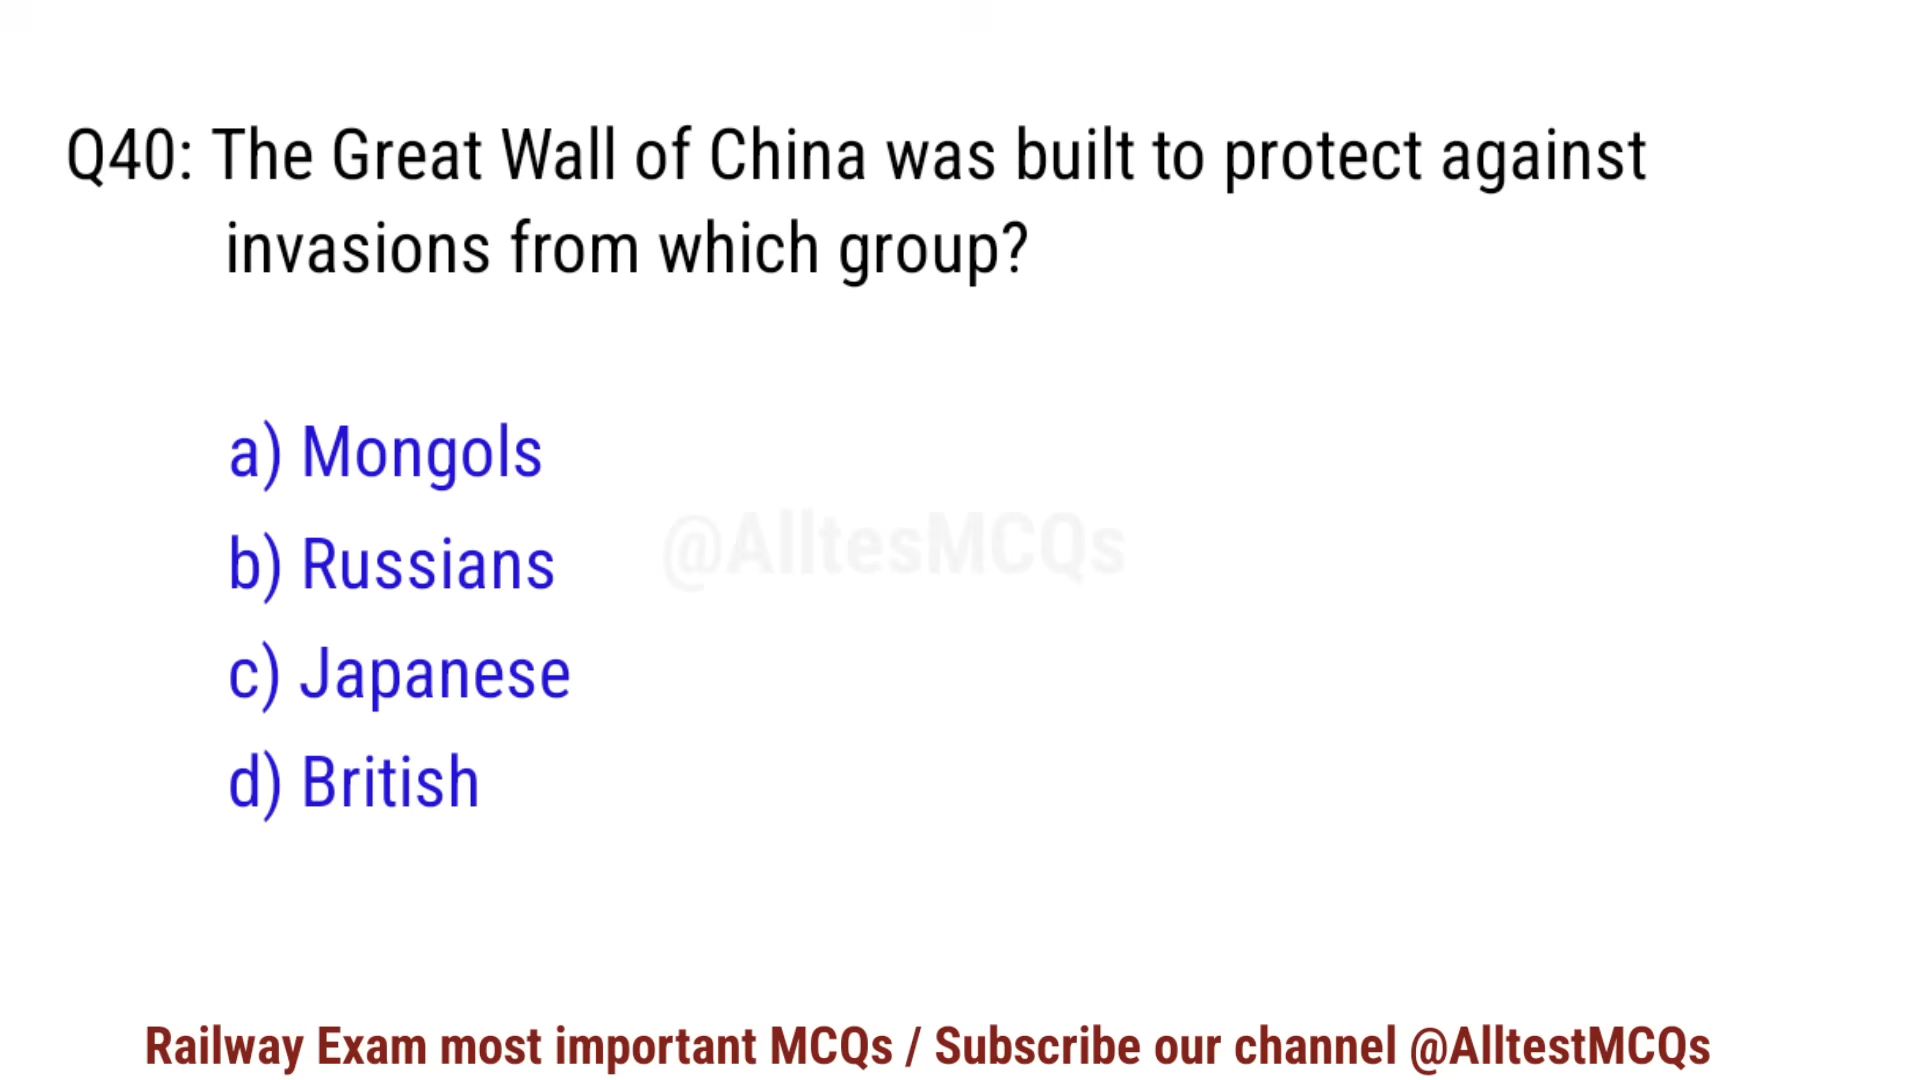 Q40: The Great Wall of China was built to protect against
invasions from which group?
a) Mongols
@AlltesMCQs
b) Russians
c) Japanese
d) British
Railway Exam most important MCQs / Subscribe our channel @AlltestMCQs